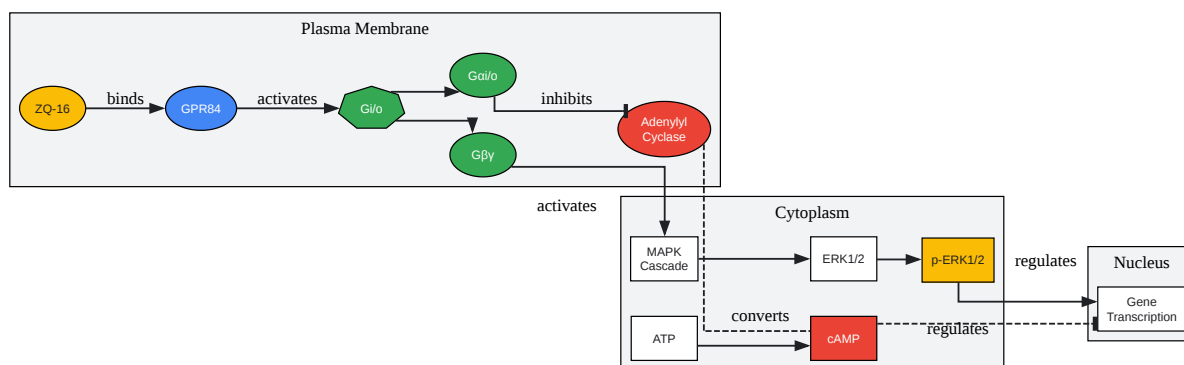 Plasma Membrane
ZQ-16
binds
GPR84
activates
Gi/o
Gαi/o
Gβγ
inhibits
Adenylyl
Cyclase
activates
Cytoplasm
MAPK
Cascade
ERK1/2
p-ERK1/2
regulates
Nucleus
Gene
Transcription
ATP
converts
cAMP
regulates